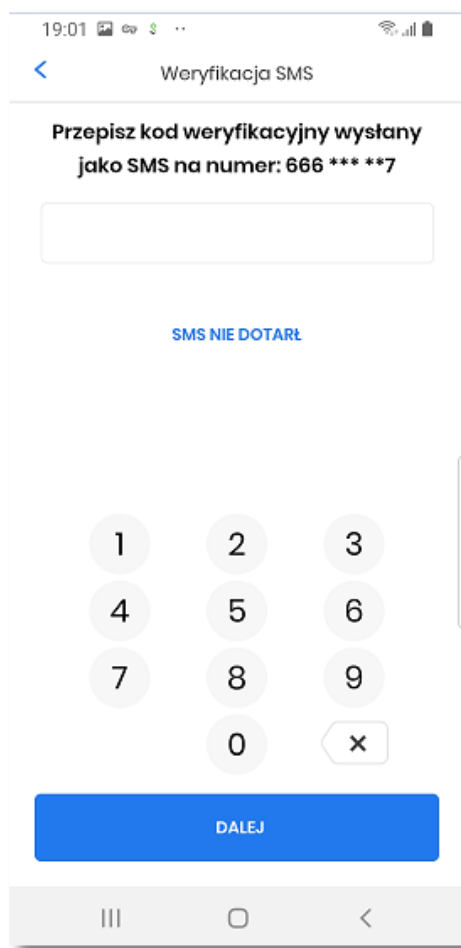 19:01
Weryfikacja SMS
Przepisz kod weryfikacyjny wysłany
jako SMS na numer: 666 *** **7
SMS NIE DOTARŁ
1 2 3
4 5 6
7 8 9
0
DALEJ